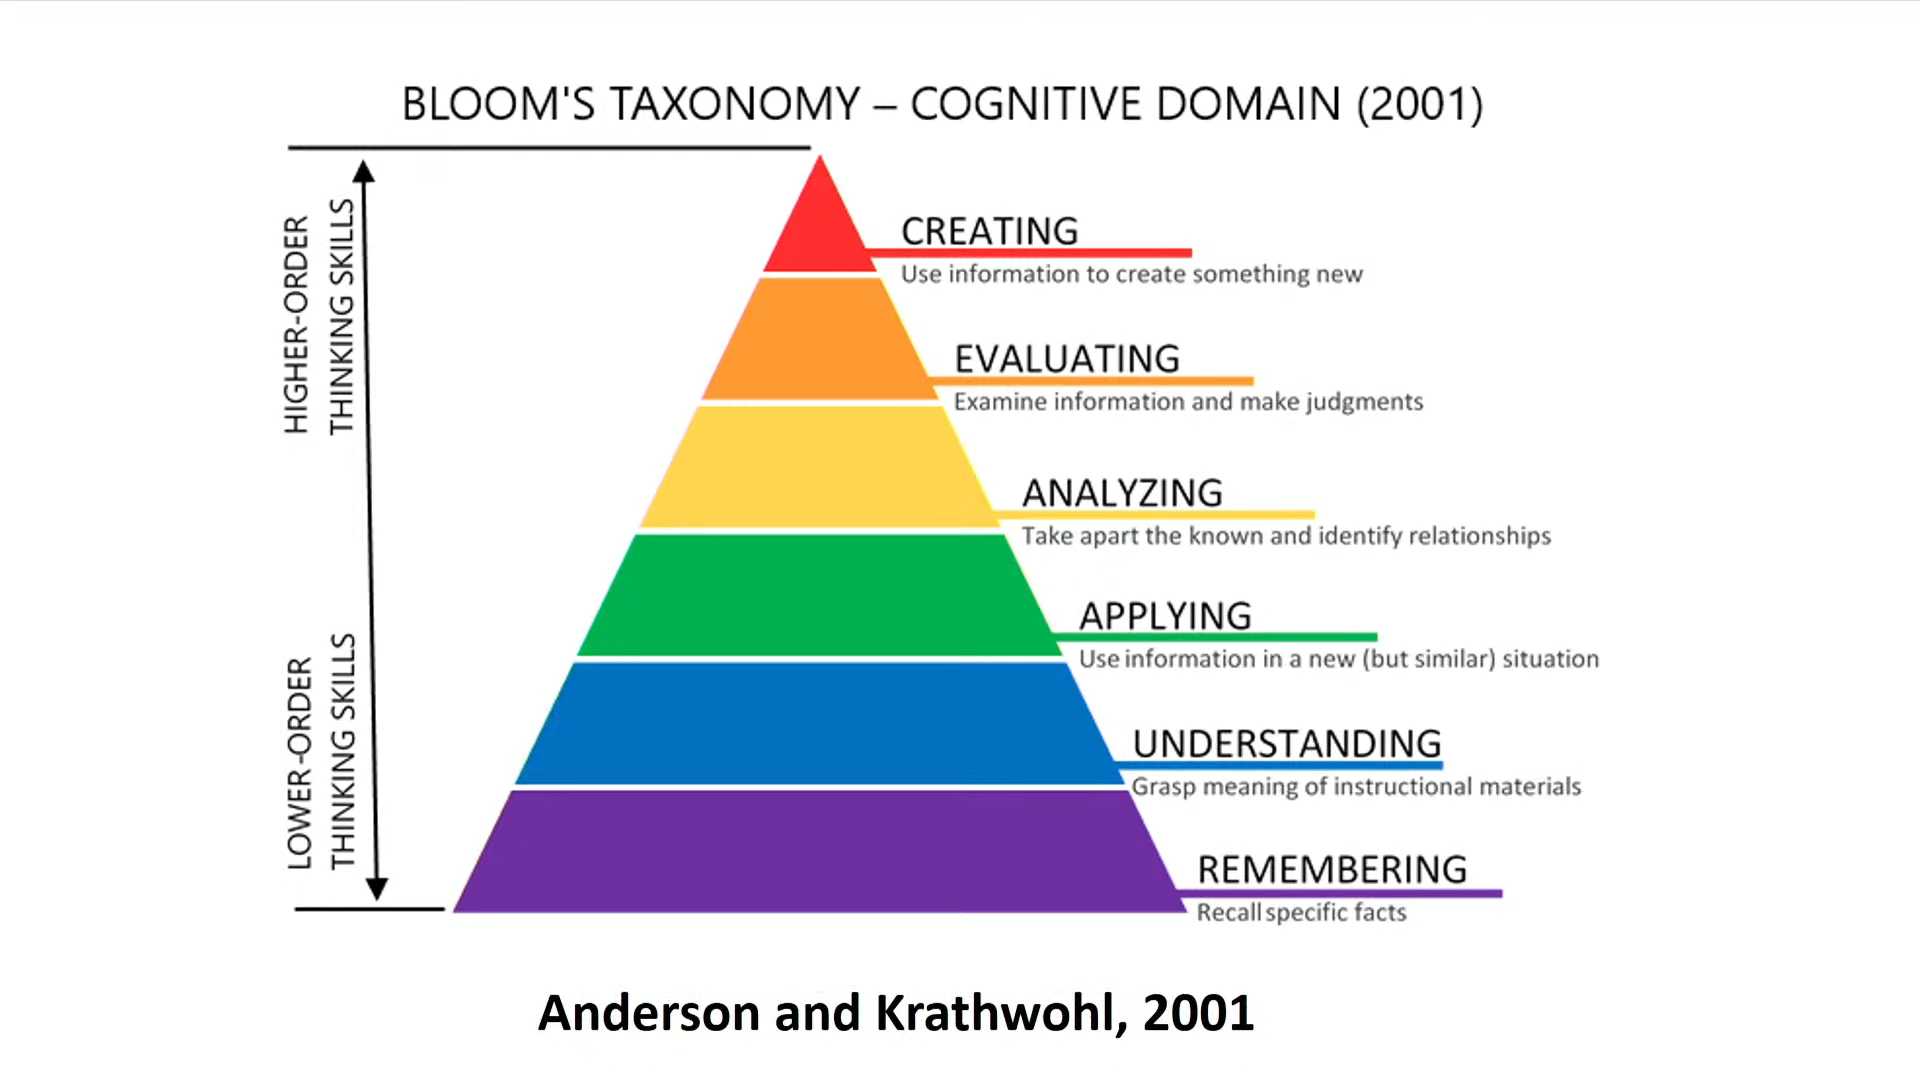 BLOOM'S TAXONOMY – COGNITIVE DOMAIN (2001)
HIGHER-ORDER
THINKING SKILLS
CREATING
Use information to create something new
EVALUATING
Examine information and make judgments
ANALYZING
Take apart the known and identify relationships
APPLYING
Use information in a new (but similar) situation
LOWER-ORDER
THINKING SKILLS
UNDERSTANDING
Grasp meaning of instructional materials
REMEMBERING
Recall specific facts
Anderson and Krathwohl, 2001